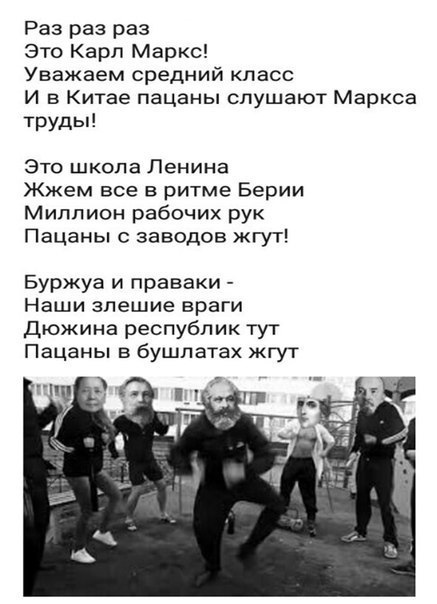 Раз раз раз
Это Карл Маркс!
Уважаем средний класс
И в Китае пацаны слушают Маркса
труды!
Это школа Ленина
Жжем все в ритме Берии
Миллион рабочих рук
Пацаны с заводов жгут!
Буржуа и праваки -
Наши злешие враги
Дюжина республик тут
Пацаны в бушлатах жгут